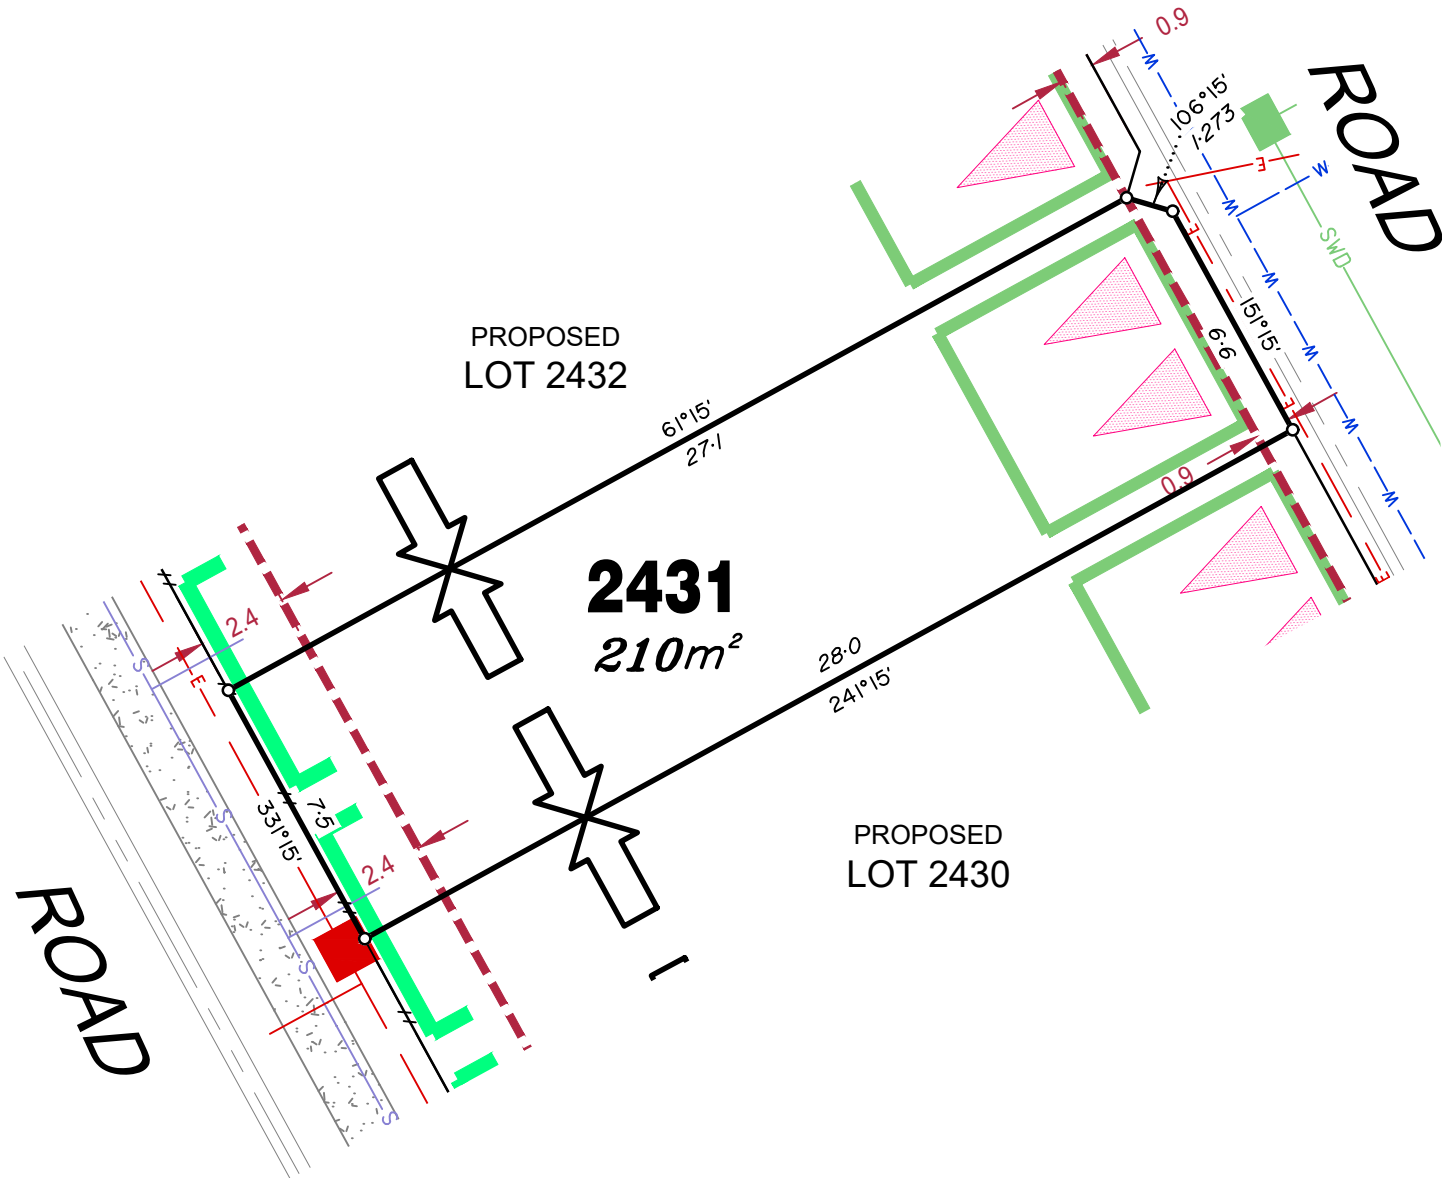 0.9
ROAD
W
106°15'
1·273
E
W
W
E
SWD
W
PROPOSED
LOT 2432
151°15'
6·6
W
61°15'
27·1
E
W
0.9
W
2431
210m²
E
2.4
S
E
28·0
241°15'
7·5
331°15'
S
PROPOSED
LOT 2430
2.4
ROAD
S
S